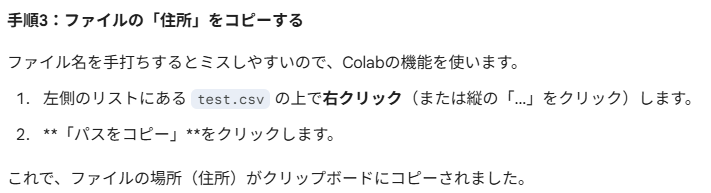 手順3：ファイルの「住所」をコピーする
ファイル名を手打ちするとミスしやすいので、Colabの機能を使います。
1. 左側のリストにある test.csv の上で右クリック（または縦の「...」をクリック）します。
2. **「パスをコピー」**をクリックします。
これで、ファイルの場所（住所）がクリップボードにコピーされました。